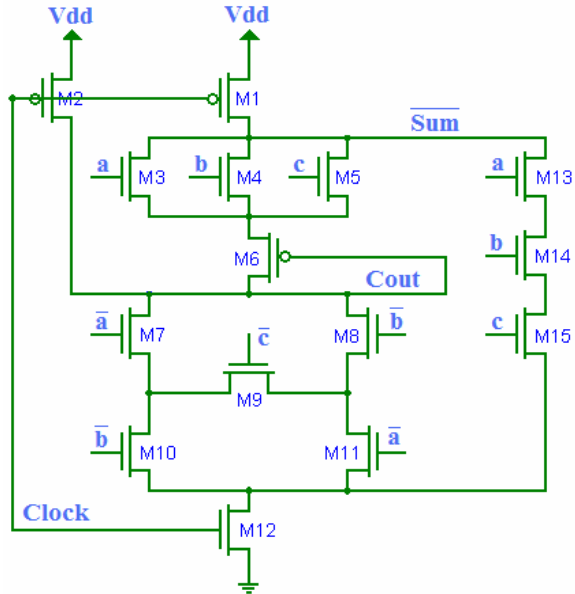 Vdd Vdd
M2 M1
S̅u̅m̅
a b c a
M3 M4 M5 M13
b
M6 M14
Cout
a̅ b̅ c
M7 c̅ M8 M15
M9
b̅ a̅
M10 M11
Clock
M12